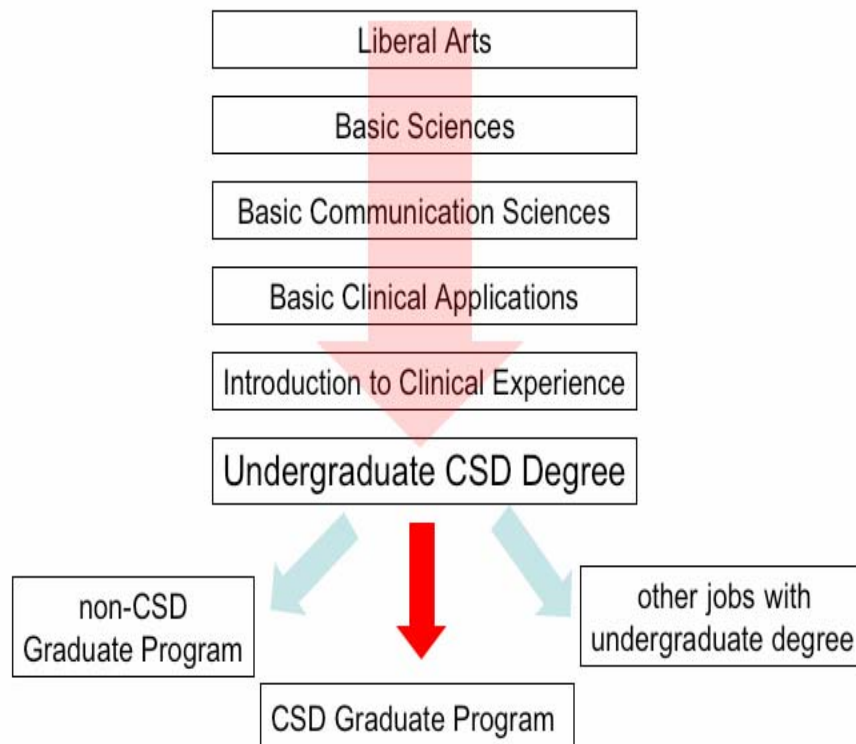 Liberal Arts
Basic Sciences
Basic Communication Sciences
Basic Clinical Applications
Introduction to Clinical Experience
Undergraduate CSD Degree
non-CSD
Graduate Program
other jobs with
undergraduate degree
CSD Graduate Program